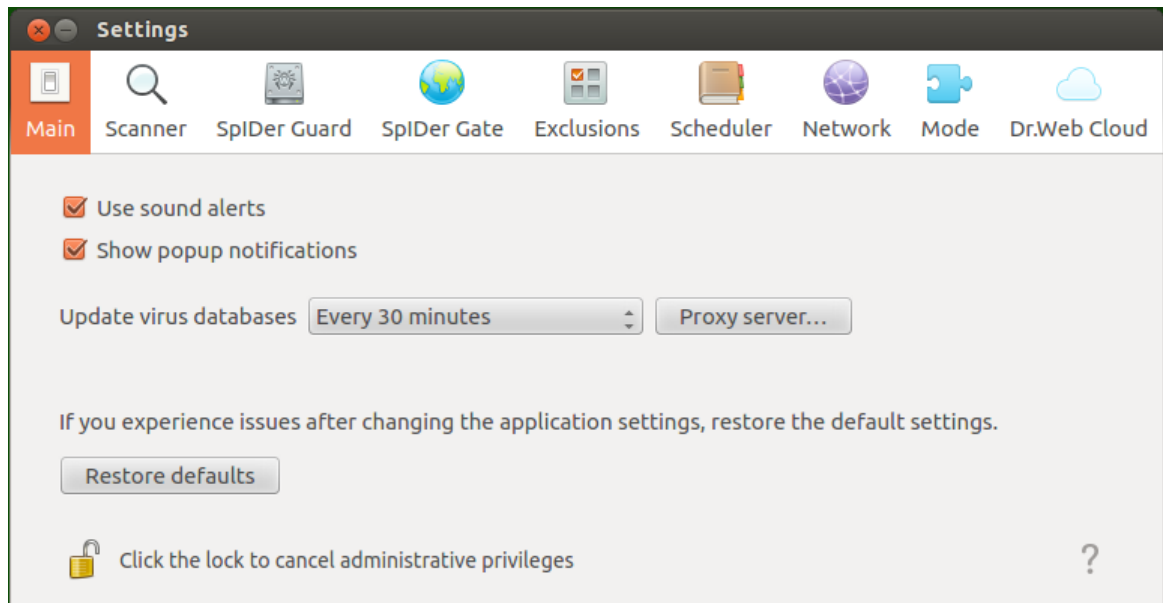 Settings
Main Scanner SpIDer Guard SpIDer Gate Exclusions Scheduler Network Mode Dr.Web Cloud
Use sound alerts
Show popup notifications
Update virus databases Every 30 minutes Proxy server...
If you experience issues after changing the application settings, restore the default settings.
Restore defaults
Click the lock to cancel administrative privileges ?